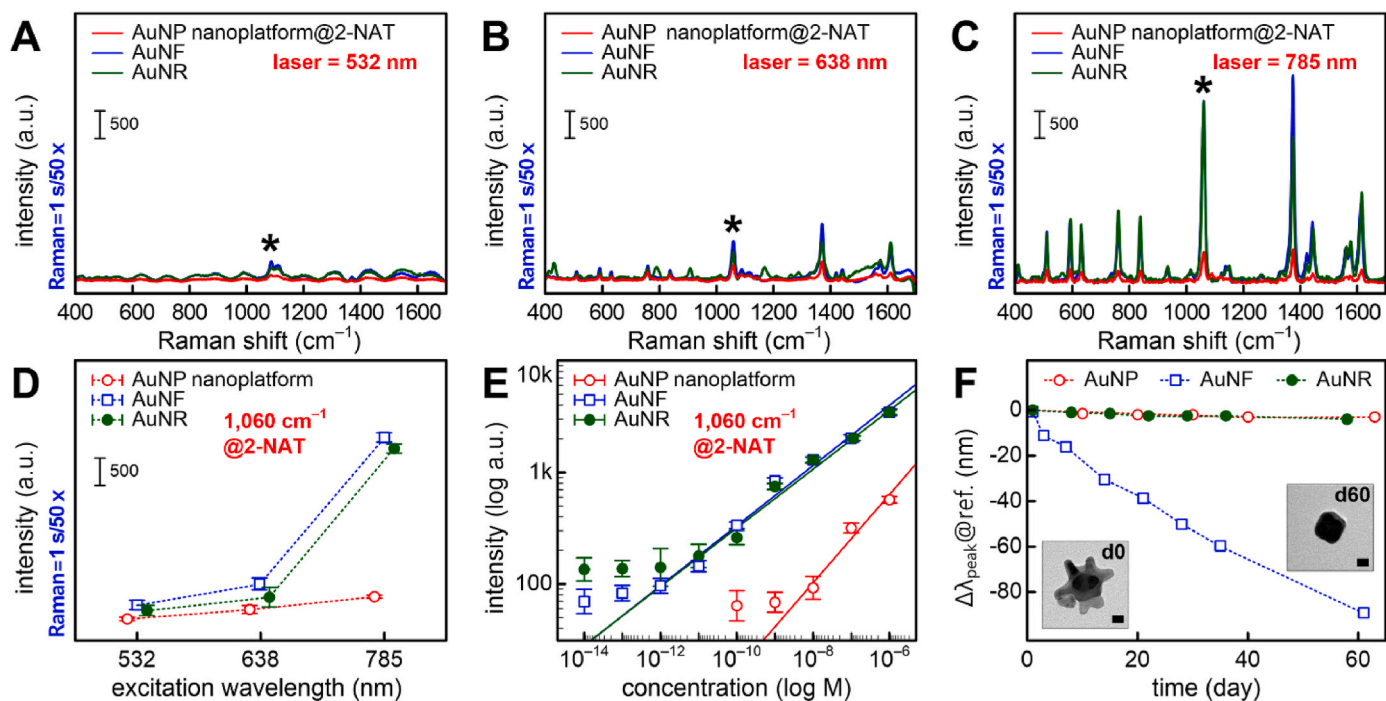 A
AuNP nanoplatform@2-NAT
AuNF
AuNR
laser = 532 nm
500
*
intensity (a.u.)
Raman=1 s/50 x
400 600 800 1000 1200 1400 1600
Raman shift (cm⁻¹)
B
AuNP nanoplatform@2-NAT
AuNF
AuNR
laser = 638 nm
500
*
intensity (a.u.)
Raman=1 s/50 x
400 600 800 1000 1200 1400 1600
Raman shift (cm⁻¹)
C
AuNP nanoplatform@2-NAT
AuNF
AuNR
laser = 785 nm
500
*
intensity (a.u.)
Raman=1 s/50 x
400 600 800 1000 1200 1400 1600
Raman shift (cm⁻¹)
D
AuNP nanoplatform
AuNF
AuNR
1,060 cm⁻¹
@2-NAT
500
intensity (a.u.)
Raman=1 s/50 x
532 638 785
excitation wavelength (nm)
E
AuNP nanoplatform
AuNF
AuNR
1,060 cm⁻¹
@2-NAT
intensity (log a.u.)
10k
1k
100
10⁻¹⁴ 10⁻¹² 10⁻¹⁰ 10⁻⁸ 10⁻⁶
concentration (log M)
F
AuNP AuNF AuNR
Δλpeak@ref. (nm)
0
-20
-40
-60
-80
d0
d60
0 20 40 60
time (day)